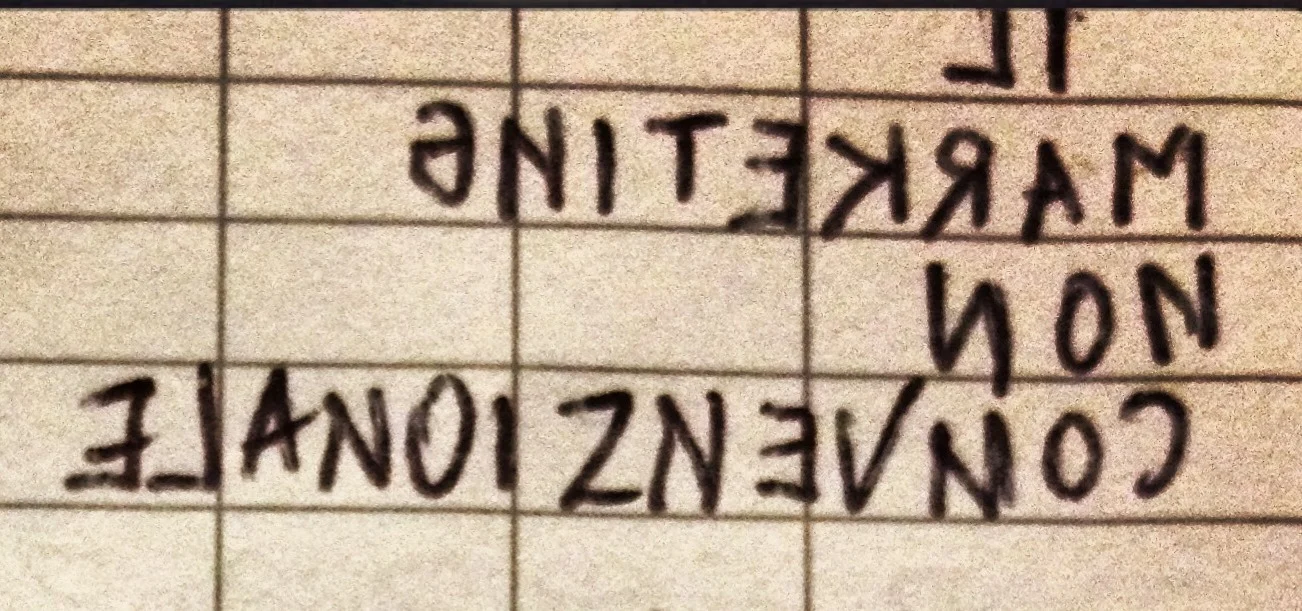 IL
MARKETING
NON
CONVENZIONALE